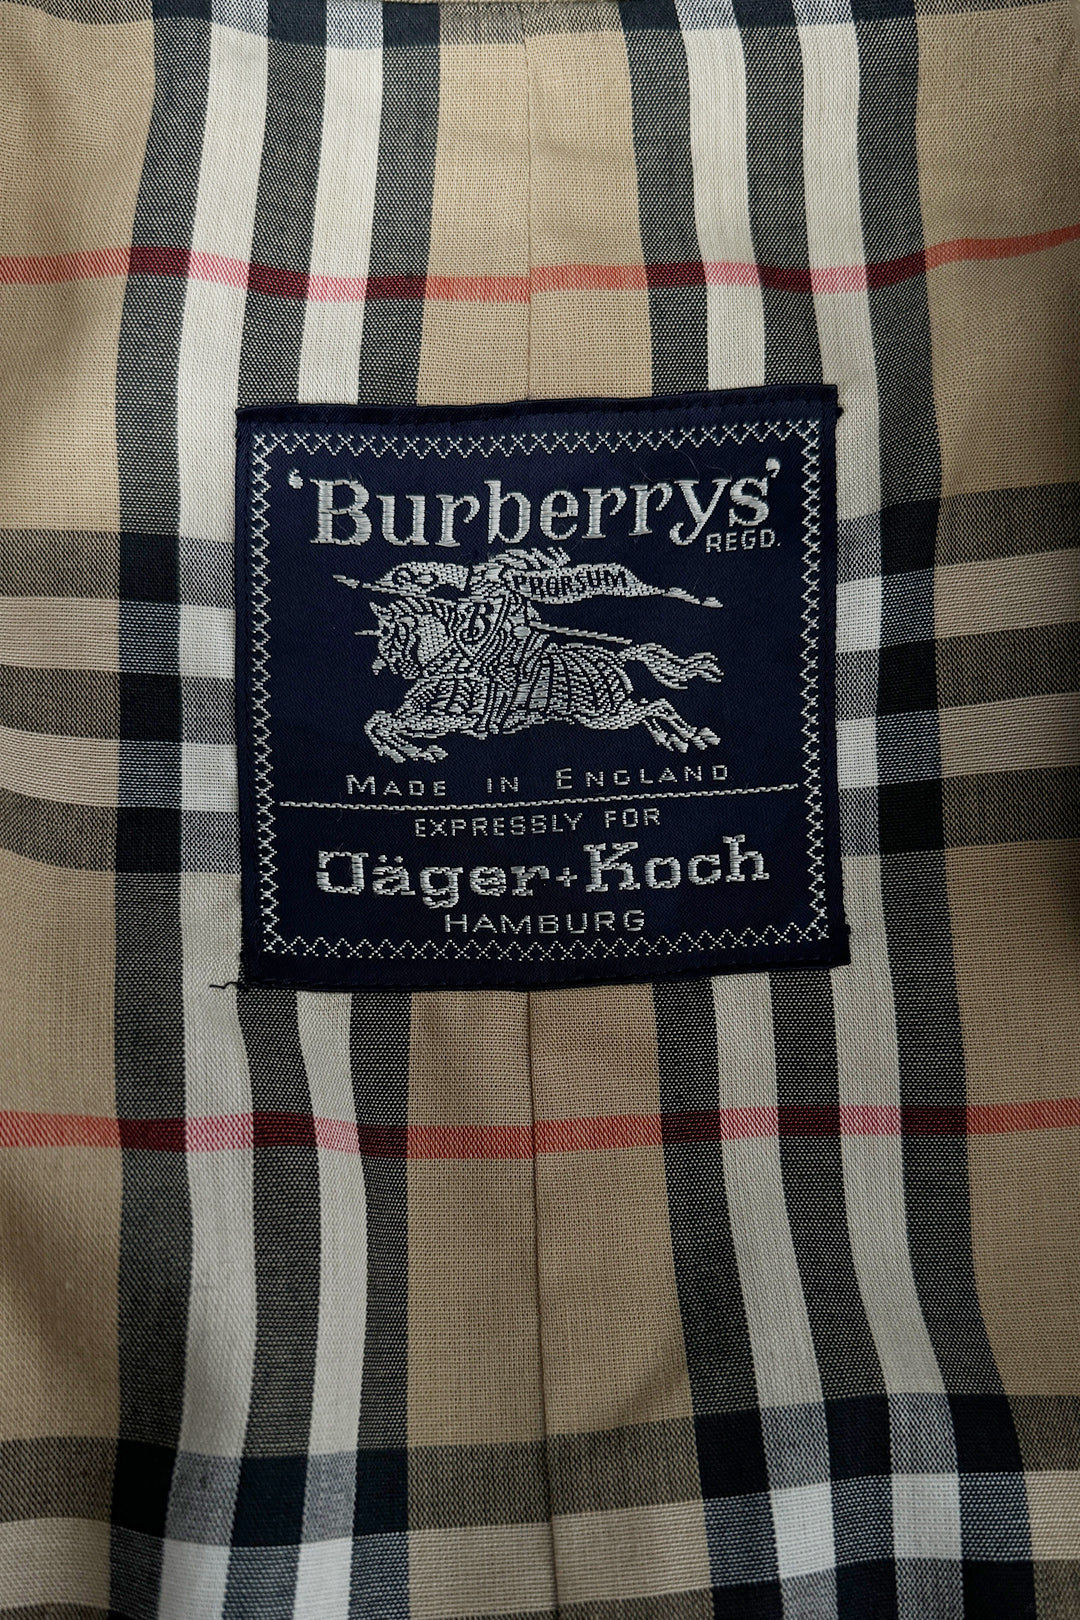 'Burberrys'
REGD.
PRORSUM
B
MADE IN ENGLAND
EXPRESSLY FOR
Jäger+Koch
HAMBURG